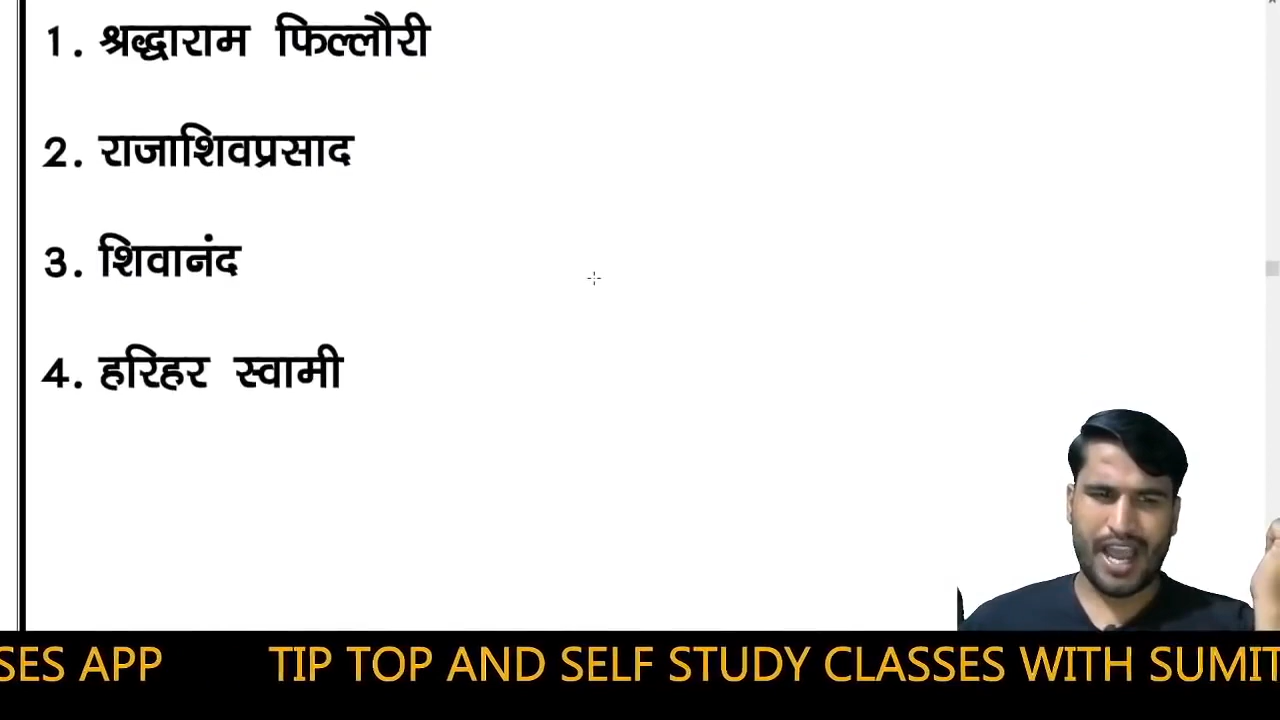 1. श्रद्धाराम फिल्लौरी
2. राजाशिवप्रसाद
3. शिवानंद
4. हरिहर स्वामी
SES APP TIP TOP AND SELF STUDY CLASSES WITH SUMIT